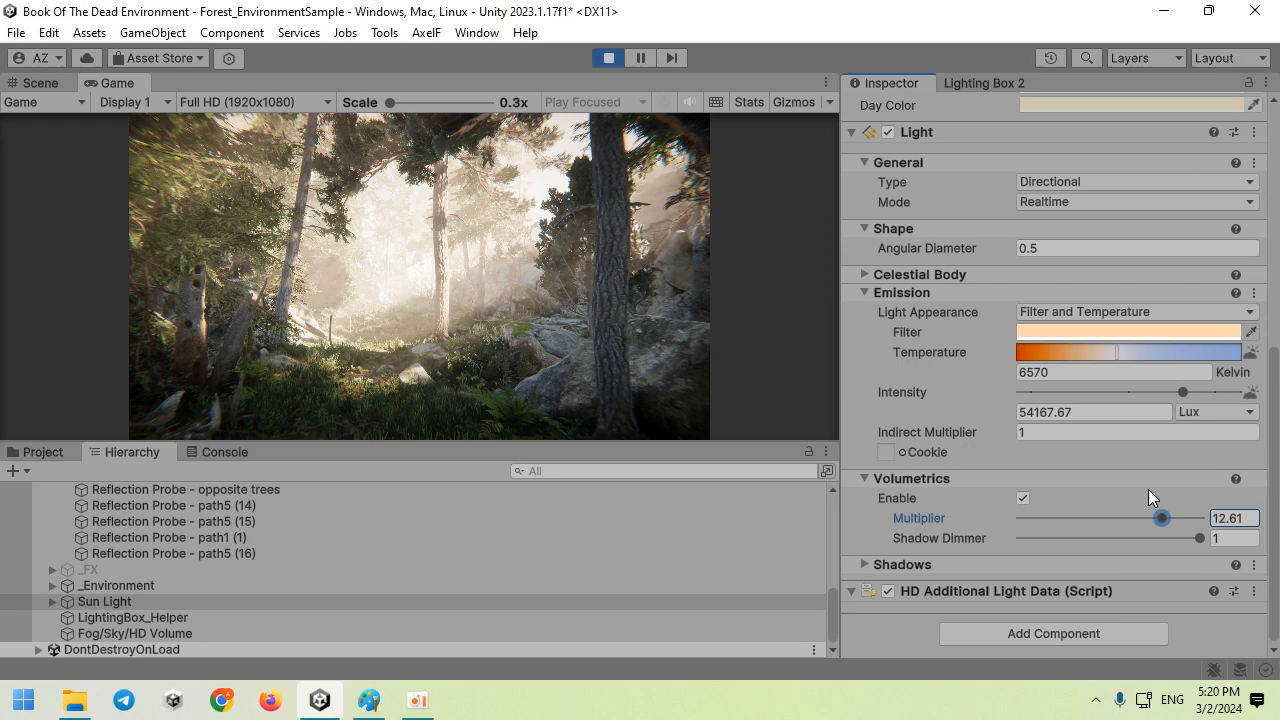 Book Of The Dead Environment - Forest_EnvironmentSample - Windows, Mac, Linux - Unity 2023.1.17f1* <DX11>
File Edit Assets GameObject Component Services Jobs Tools AxelF Window Help
AZ Asset Store Layers Layout
Scene Game Inspector Lighting Box 2
Game Display 1 Full HD (1920x1080) Scale 0.3x Play Focused Stats Gizmos
Day Color
Light
General
Type Directional
Mode Realtime
Shape
Angular Diameter 0.5
Celestial Body
Emission
Light Appearance Filter and Temperature
Filter
Temperature
6570 Kelvin
Intensity
54167.67 Lux
Indirect Multiplier 1
Cookie
Volumetrics
Enable
Multiplier 12.61
Shadow Dimmer 1
Shadows
HD Additional Light Data (Script)
Add Component
Project Hierarchy Console
All
Reflection Probe - opposite trees
Reflection Probe - path5 (14)
Reflection Probe - path5 (15)
Reflection Probe - path1 (1)
Reflection Probe - path5 (16)
_FX
_Environment
Sun Light
LightingBox_Helper
Fog/Sky/HD Volume
DontDestroyOnLoad
ENG 5:20 PM
3/2/2024